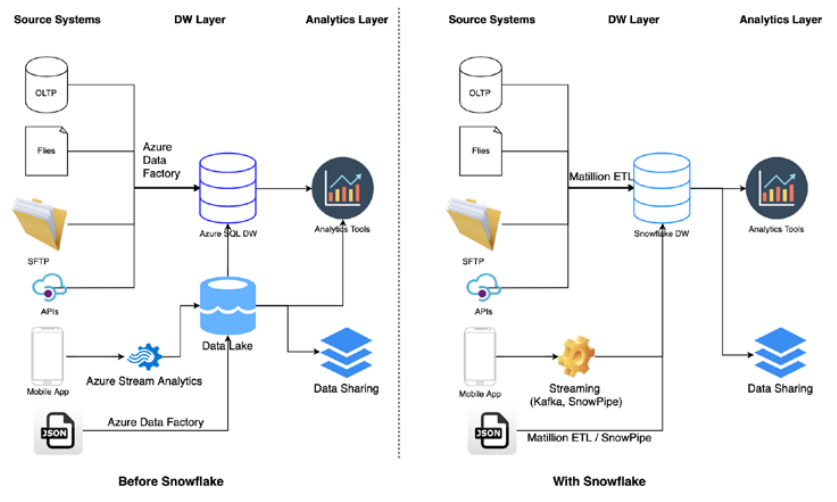 Source Systems
DW Layer
Analytics Layer
OLTP
Flies
Azure
Data
Factory
SFTP
Azure SQL DW
Analytics Tools
APIs
Data Lake
Mobile App
Azure Stream Analytics
Data Sharing
JSON
Azure Data Factory
Before Snowflake
Source Systems
DW Layer
Analytics Layer
OLTP
Flies
Matillion ETL
SFTP
Snowflake DW
Analytics Tools
APIs
Mobile App
Streaming
(Kafka, SnowPipe)
Data Sharing
JSON
Matillion ETL / SnowPipe
With Snowflake